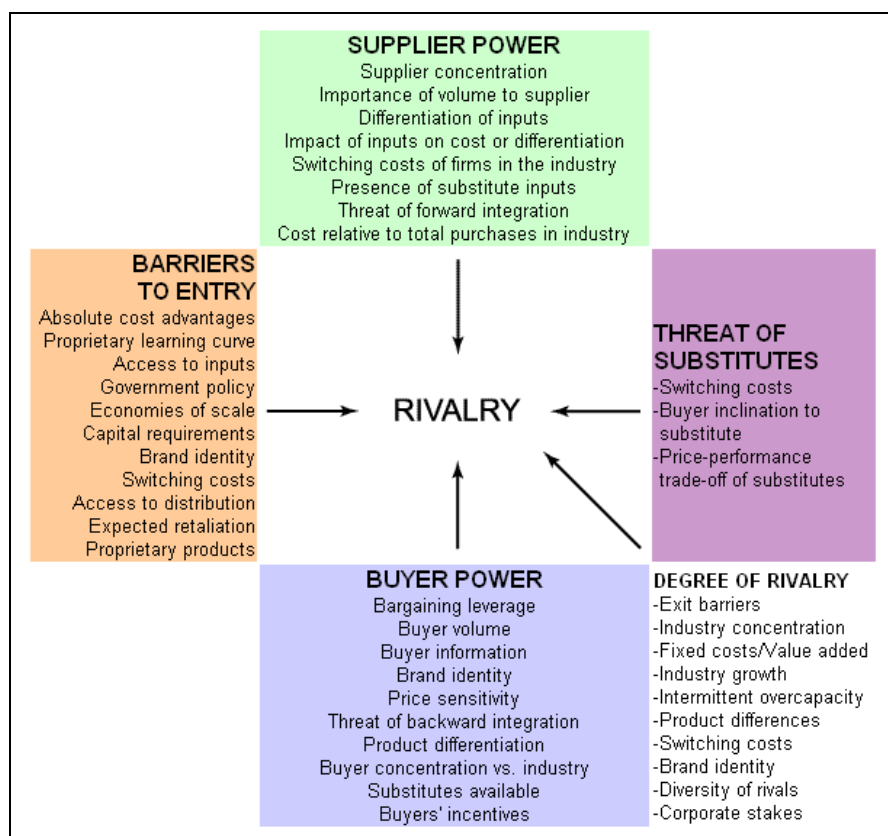 SUPPLIER POWER
Supplier concentration
Importance of volume to supplier
Differentiation of inputs
Impact of inputs on cost or differentiation
Switching costs of firms in the industry
Presence of substitute inputs
Threat of forward integration
Cost relative to total purchases in industry
BARRIERS
TO ENTRY
Absolute cost advantages
Proprietary learning curve
Access to inputs
Government policy
Economies of scale
Capital requirements
Brand identity
Switching costs
Access to distribution
Expected retaliation
Proprietary products
RIVALRY
THREAT OF
SUBSTITUTES
-Switching costs
-Buyer inclination to
substitute
-Price-performance
trade-off of substitutes
BUYER POWER
Bargaining leverage
Buyer volume
Buyer information
Brand identity
Price sensitivity
Threat of backward integration
Product differentiation
Buyer concentration vs. industry
Substitutes available
Buyers' incentives
DEGREE OF RIVALRY
-Exit barriers
-Industry concentration
-Fixed costs/Value added
-Industry growth
-Intermittent overcapacity
-Product differences
-Switching costs
-Brand identity
-Diversity of rivals
-Corporate stakes